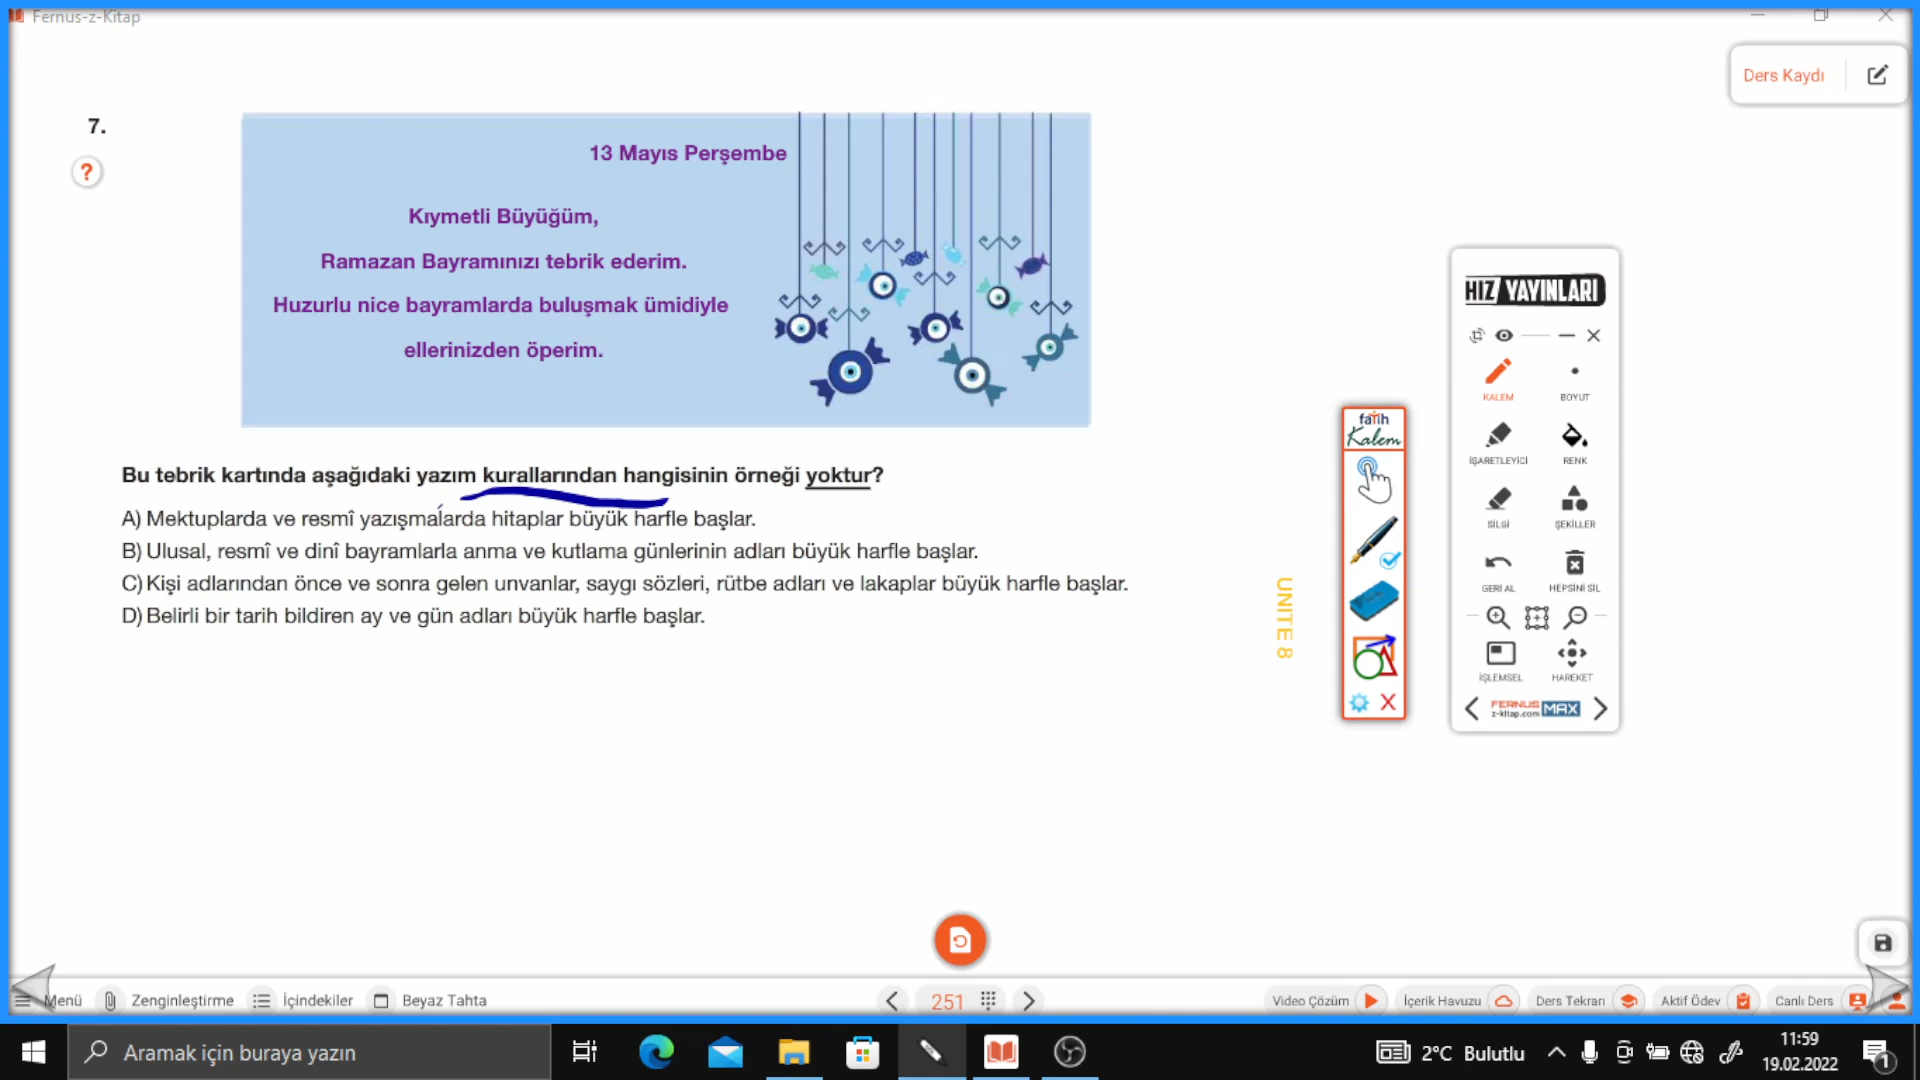 Fernus-z-Kitap
Ders Kaydı
7.
?
13 Mayıs Perşembe
Kıymetli Büyüğüm,
Ramazan Bayramınızı tebrik ederim.
Huzurlu nice bayramlarda buluşmak ümidiyle
ellerinizden öperim.
Bu tebrik kartında aşağıdaki yazım kurallarından hangisinin örneği yoktur?
A) Mektuplarda ve resmî yazışmalarda hitaplar büyük harfle başlar.
B) Ulusal, resmî ve dinî bayramlarla anma ve kutlama günlerinin adları büyük harfle başlar.
C) Kişi adlarından önce ve sonra gelen unvanlar, saygı sözleri, rütbe adları ve lakaplar büyük harfle başlar.
D) Belirli bir tarih bildiren ay ve gün adları büyük harfle başlar.
ÜNİTE 8
fatih
Kalem
HIZ YAYINLARI
KALEM BOYUT
İŞARETLEYİCİ RENK
SİLGİ ŞEKİLLER
GERİ AL HEPSİNİ SİL
İŞLEMSEL HAREKET
FERNUS
z-kitap.com MAX
Menü Zenginleştirme İçindekiler Beyaz Tahta 251 Video Çözüm İçerik Havuzu Ders Tekrarı Aktif Ödev Canlı Ders
Aramak için buraya yazın
2°C Bulutlu
11:59
19.02.2022
1